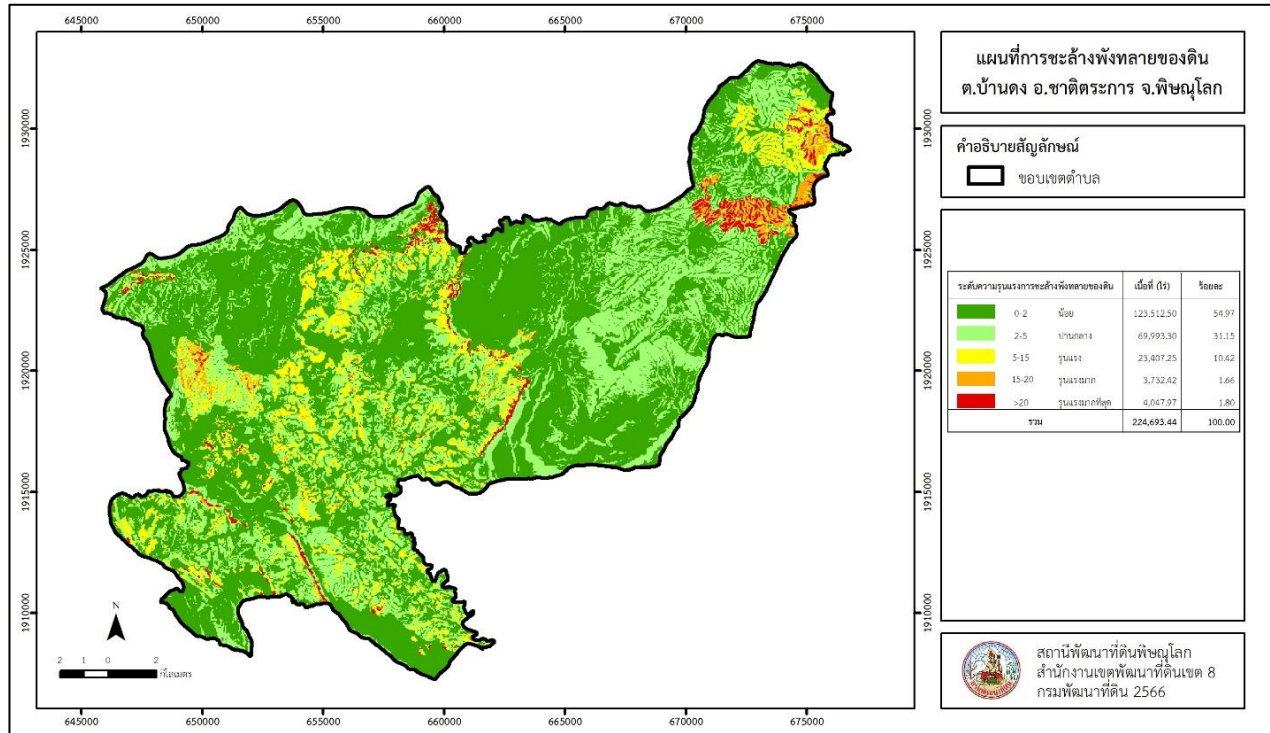 645000 650000 655000 660000 665000 670000 675000
1930000 1930000
1925000 1925000
1920000 1920000
1915000 1915000
1910000 1910000
645000 650000 655000 660000 665000 670000 675000
N
2 1 0 2
กิโลเมตร
แผนที่การชะล้างพังทลายของดิน
ต.บ้านดง อ.ชาติตระการ จ.พิษณุโลก
คำอธิบายสัญลักษณ์
ขอบเขตตำบล
ระดับความรุนแรงการชะล้างพังทลายของดิน เนื้อที่ (ไร่) ร้อยละ
0-2 น้อย 123,512.50 54.97
2-5 ปานกลาง 69,993.30 31.15
5-15 รุนแรง 23,407.25 10.42
15-20 รุนแรงมาก 3,732.42 1.66
>20 รุนแรงมากที่สุด 4,047.97 1.80
รวม 224,693.44 100.00
สถานีพัฒนาที่ดินพิษณุโลก
สำนักงานเขตพัฒนาที่ดินเขต 8
กรมพัฒนาที่ดิน 2566